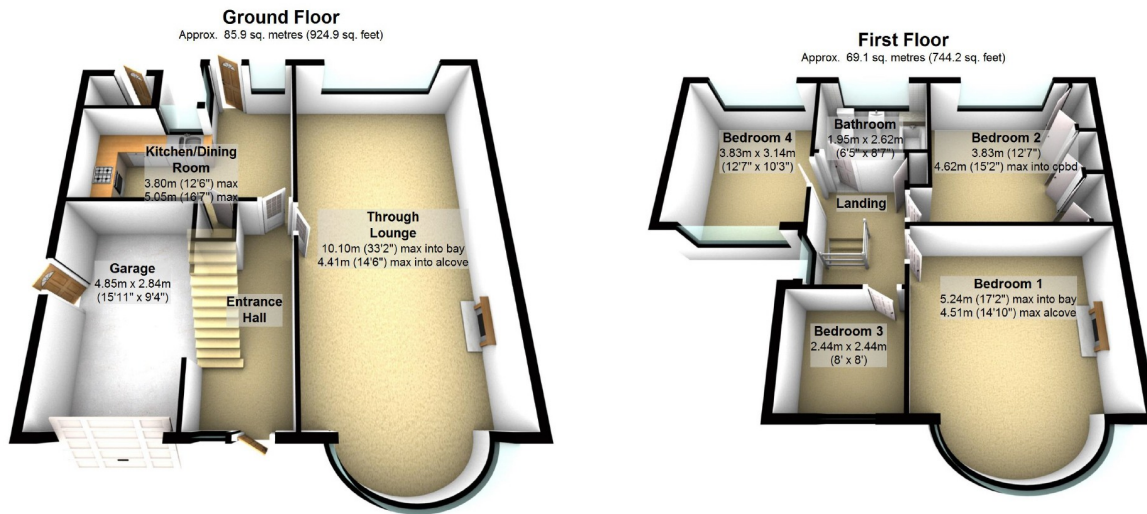 Ground Floor
Approx. 85.9 sq. metres (924.9 sq. feet)
Kitchen/Dining
Room
3.80m (12'6") max
5.05m (16'7") max
Through
Lounge
10.10m (33'2") max into bay
4.41m (14'6") max into alcove
Garage
4.85m x 2.84m
(15'11" x 9'4")
Entrance
Hall
First Floor
Approx. 69.1 sq. metres (744.2 sq. feet)
Bedroom 4
3.83m x 3.14m
(12'7" x 10'3")
Bathroom
1.95m x 2.62m
(6'5" x 8'7")
Bedroom 2
3.83m (12'7")
4.62m (15'2") max into cpbd
Landing
Bedroom 1
5.24m (17'2") max into bay
4.51m (14'10") max alcove
Bedroom 3
2.44m x 2.44m
(8' x 8')